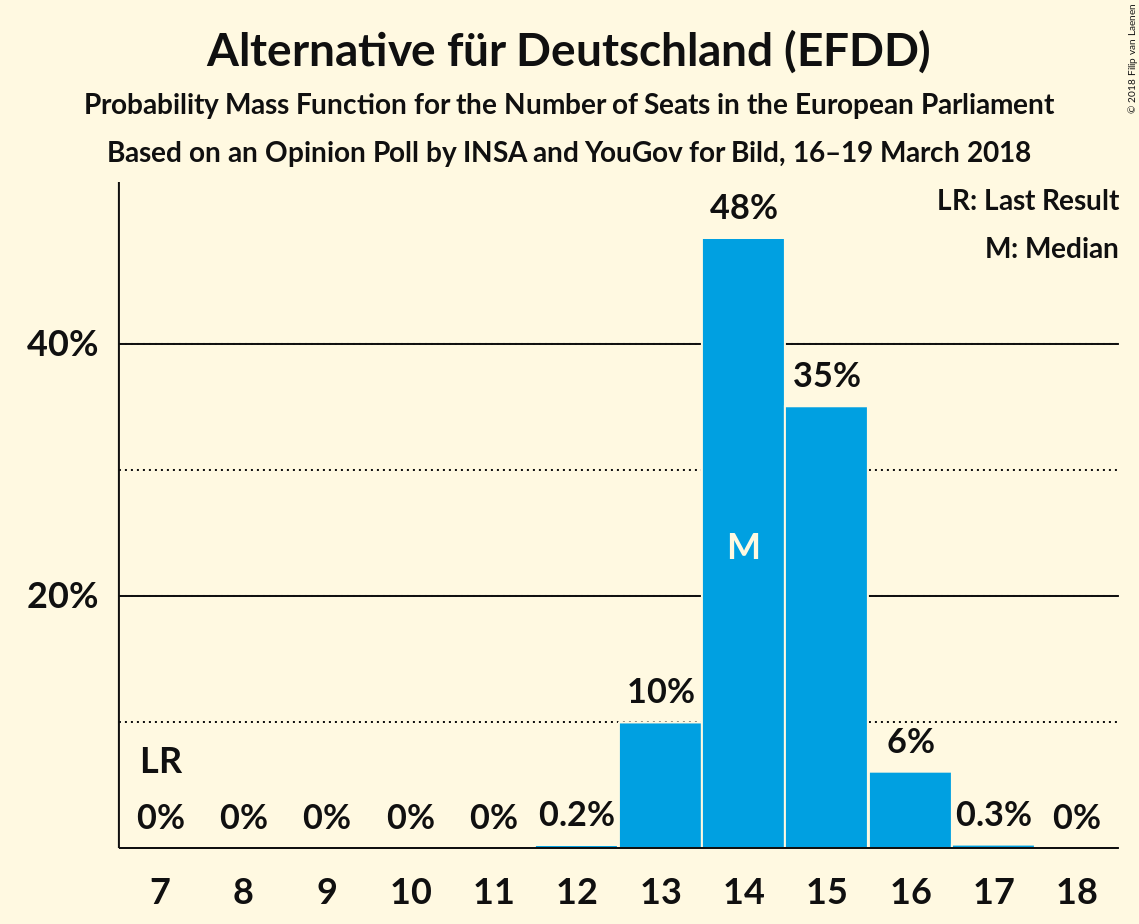 Alternative für Deutschland (EFDD)
Probability Mass Function for the Number of Seats in the European Parliament
Based on an Opinion Poll by INSA and YouGov for Bild, 16–19 March 2018
© 2018 Filip van Laenen
LR: Last Result
M: Median
48%
40%
35%
M
20%
10%
6%
LR
0% 0% 0% 0% 0% 0.2% 0.3% 0%
7 8 9 10 11 12 13 14 15 16 17 18